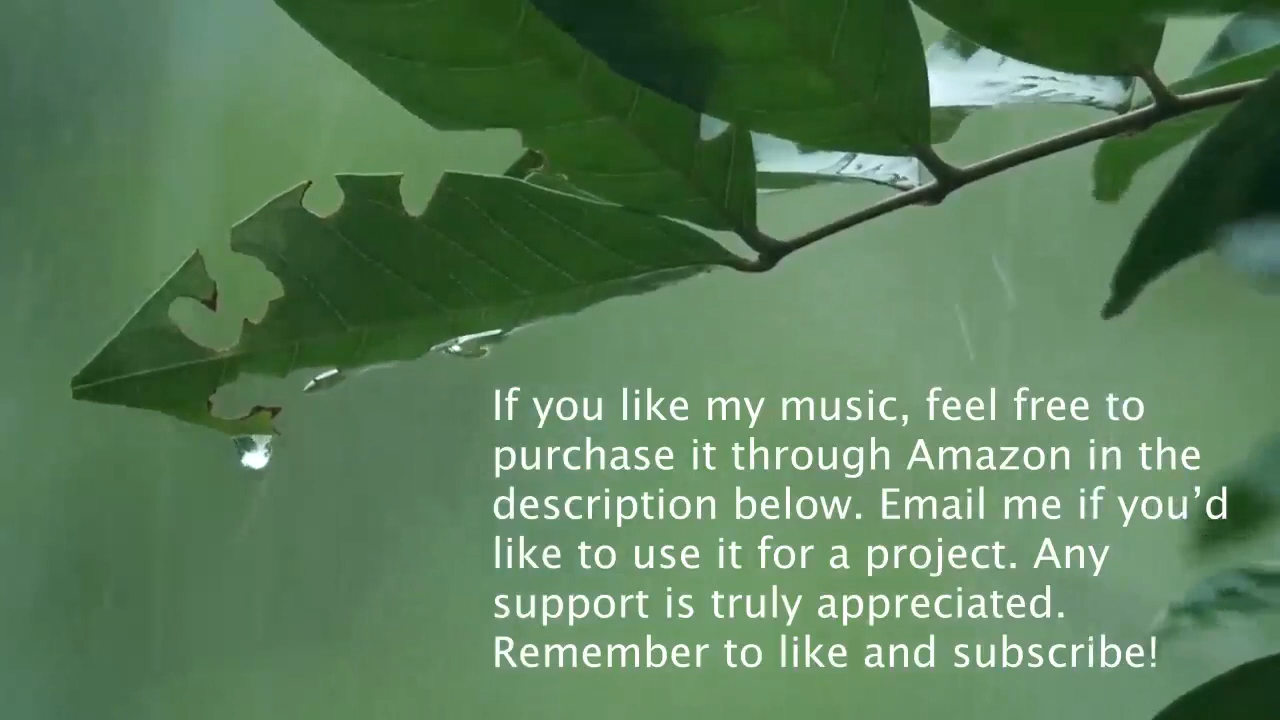 If you like my music, feel free to
purchase it through Amazon in the
description below. Email me if you’d
like to use it for a project. Any
support is truly appreciated.
Remember to like and subscribe!